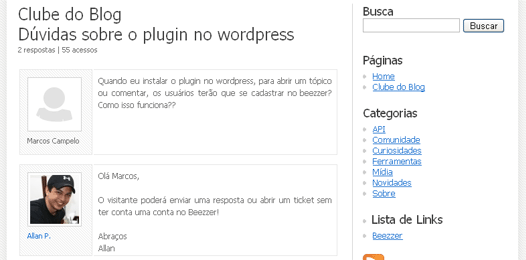 Clube do Blog
Dúvidas sobre o plugin no wordpress
2 respostas | 55 acessos
Quando eu instalar o plugin no wordpress, para abrir um tópico
ou comentar, os usuários terão que se cadastrar no beezzer?
Como isso funciona??
Marcos Campelo
Olá Marcos,
O visitante poderá enviar uma resposta ou abrir um ticket sem
ter conta uma conta no Beezzer!
Abraços
Allan
Allan P.
Busca
Buscar
Páginas
Home
Clube do Blog
Categorias
API
Comunidade
Curiosidades
Ferramentas
Mídia
Novidades
Sobre
Lista de Links
Beezzer